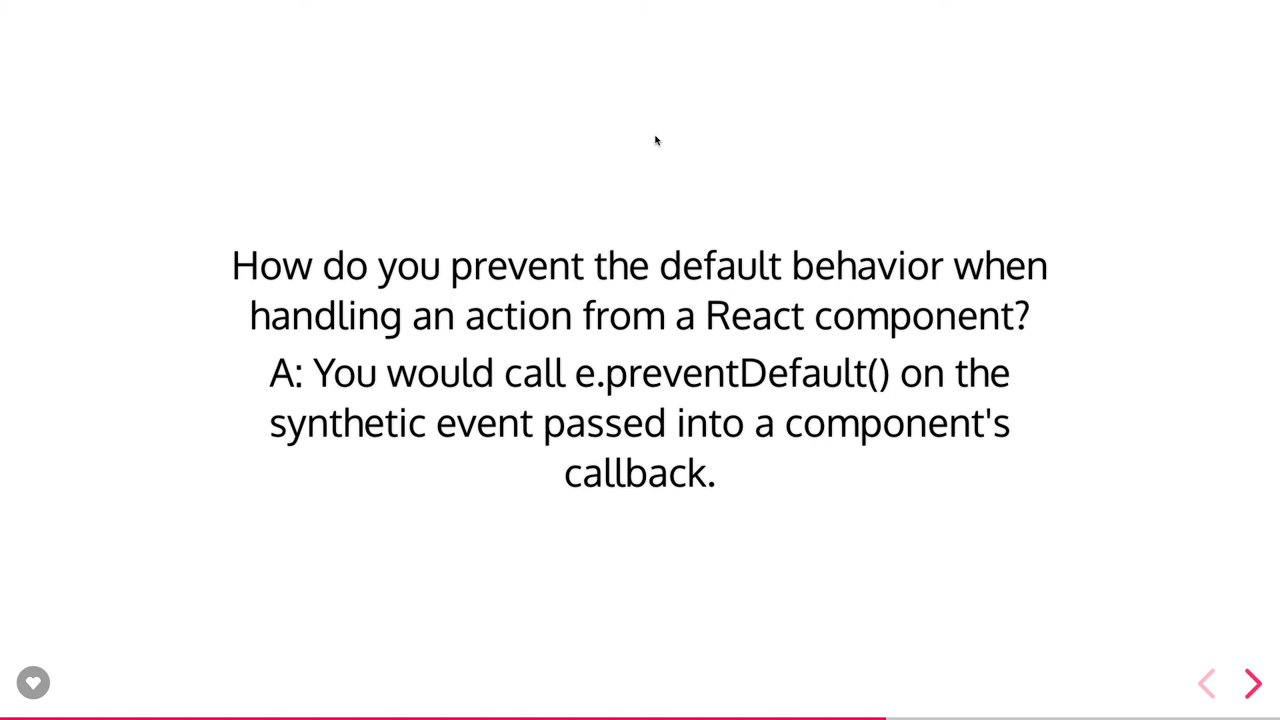 How do you prevent the default behavior when
handling an action from a React component?
A: You would call e.preventDefault() on the
synthetic event passed into a component's
callback.